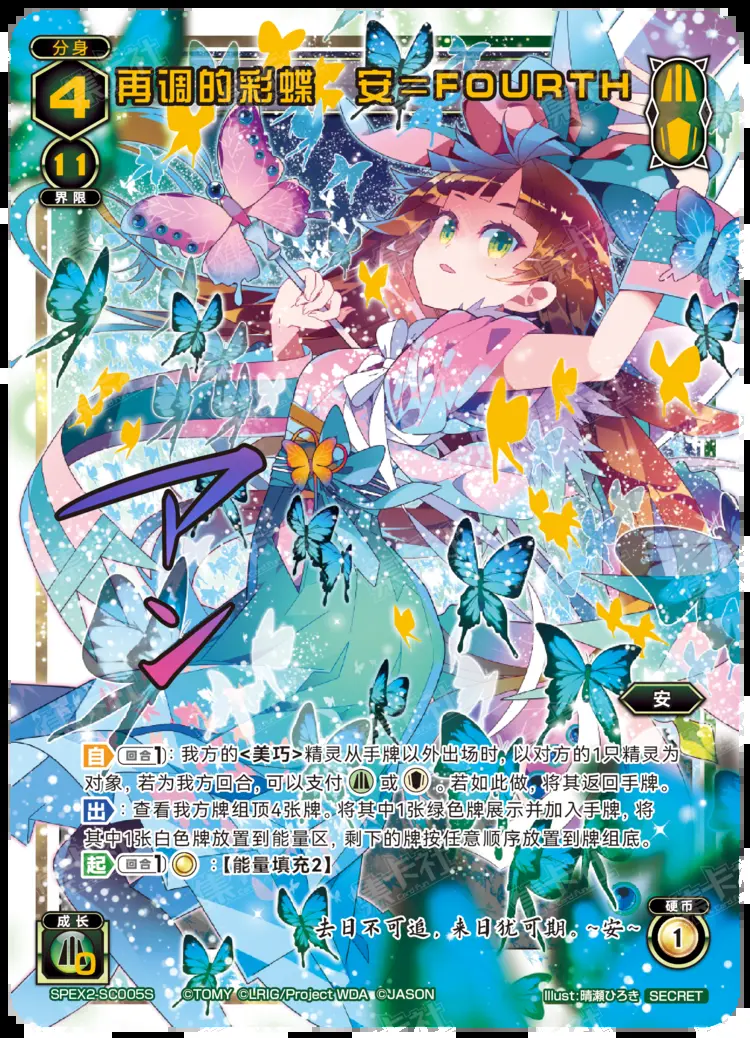 分身
4
再调的彩蝶 安=FOURTH
11
界限
アン
安
自 回合1：我方的<美巧>精灵从手牌以外出场时，以对方的1只精灵为
对象，若为我方回合，可以支付 或 。若如此做，将其返回手牌。
出：查看我方牌组顶4张牌。将其中1张绿色牌展示并加入手牌，将
其中1张白色牌放置到能量区，剩下的牌按任意顺序放置到牌组底。
起 回合1 ：【能量填充2】
去日不可追，来日犹可期。~安~
成长
0
硬币
1
SPEX2-SC005S ©TOMY ©LRIG/Project WDA ©JASON Illust:晴瀬ひろき SECRET